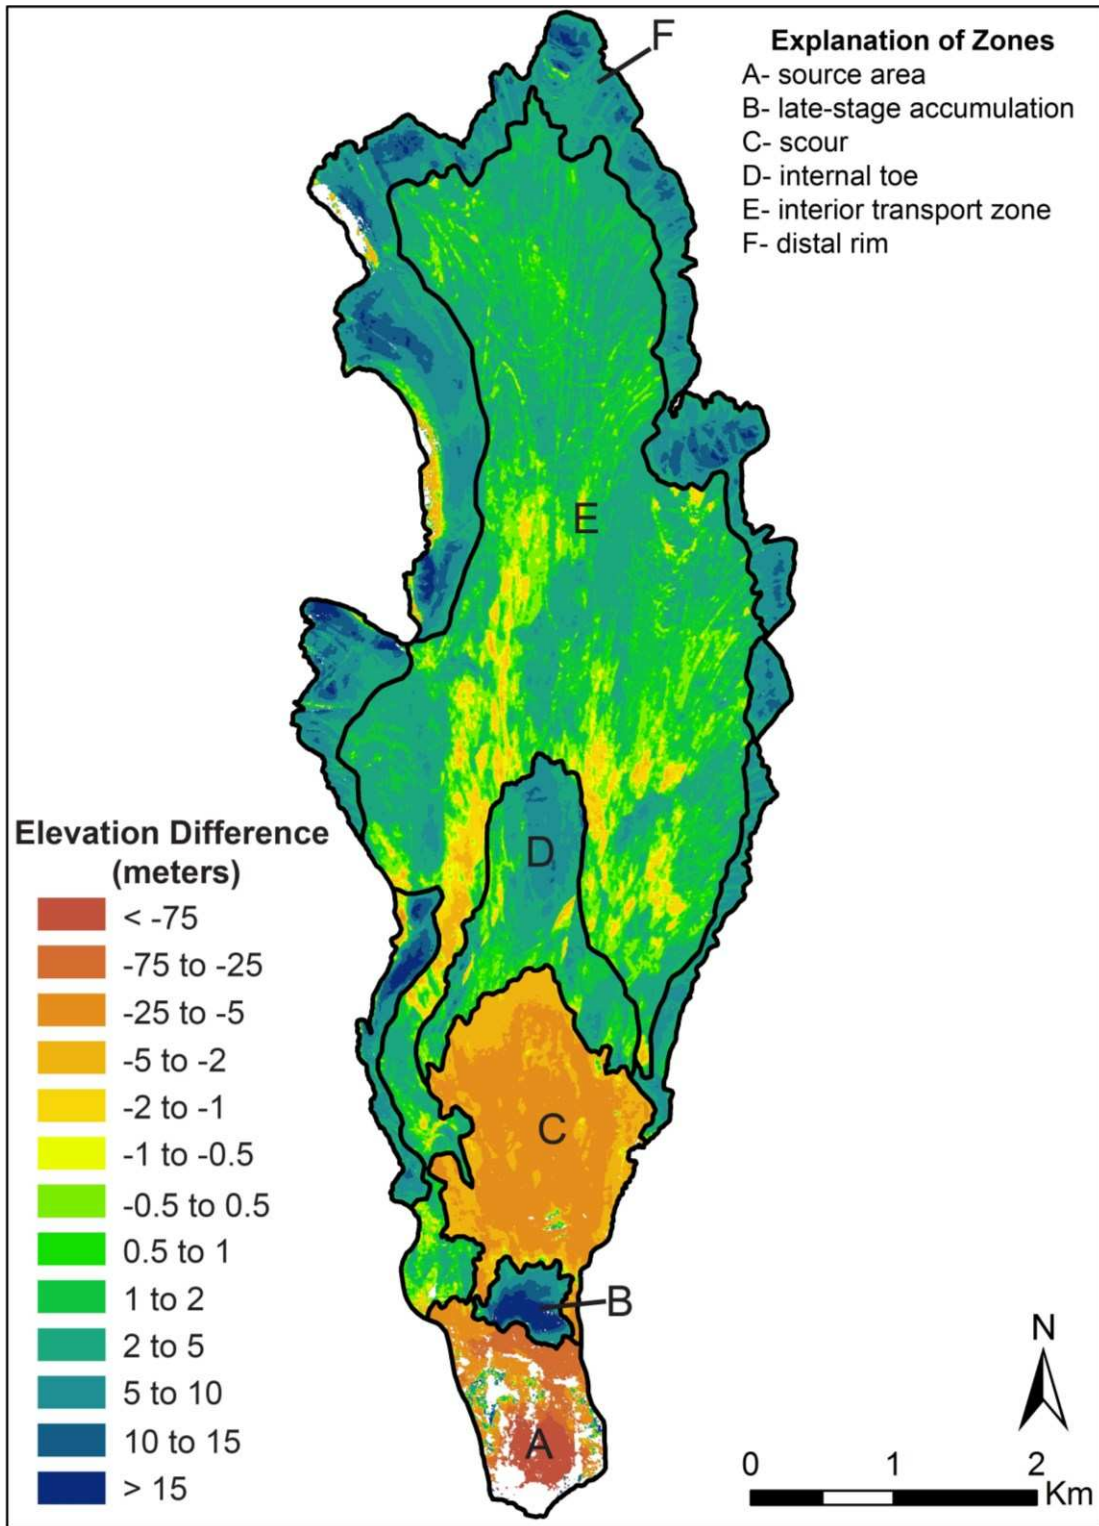 F
Explanation of Zones
A- source area
B- late-stage accumulation
C- scour
D- internal toe
E- interior transport zone
F- distal rim
E
D
C
B
A
Elevation Difference
(meters)
< -75
-75 to -25
-25 to -5
-5 to -2
-2 to -1
-1 to -0.5
-0.5 to 0.5
0.5 to 1
1 to 2
2 to 5
5 to 10
10 to 15
> 15
N
0 1 2
Km